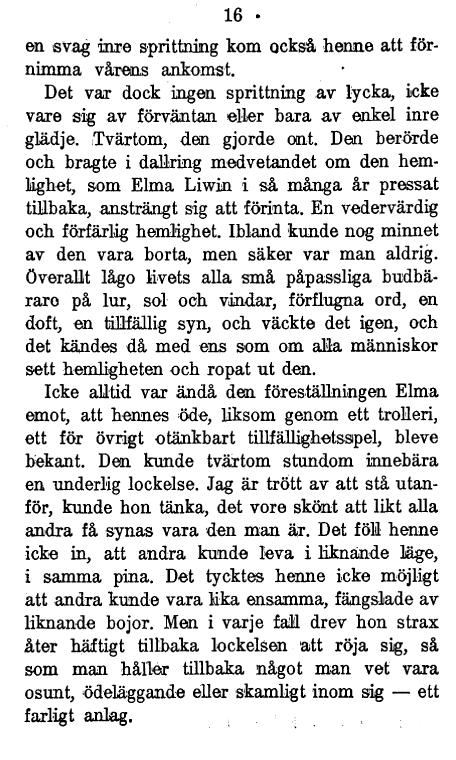 16 •
en svag inre sprittning kom också henne att för-
nimma vårens ankomst.
Det var dock ingen sprittning av lycka, icke
vare sig av förväntan eller bara av enkel inre
glädje. Tvärtom, den gjorde ont. Den berörde
och bragte i dallring medvetandet om den hem-
lighet, som Elma Liwin i så många år pressat
tillbaka, ansträngt sig att förinta. En vedervärdig
och förfärlig hemlighet. Ibland kunde nog minnet
av den vara borta, men säker var man aldrig.
Överallt lågo livets alla små påpassliga budbä-
rare på lur, sol och vindar, förflugna ord, en
doft, en tillfällig syn, och väckte det igen, och
det kändes då med ens som om alla människor
sett hemligheten och ropat ut den.
Icke alltid var ändå den föreställningen Elma
emot, att hennes öde, liksom genom ett trolleri,
ett för övrigt otänkbart tillfällighetsspel, bleve
bekant. Den kunde tvärtom stundom innebära
en underlig lockelse. Jag är trött av att stå utan-
för, kunde hon tänka, det vore skönt att likt alla
andra få synas vara den man är. Det föll henne
icke in, att andra kunde leva i liknande läge,
i samma pina. Det tycktes henne icke möjligt
att andra kunde vara lika ensamma, fängslade av
liknande bojor. Men i varje fall drev hon strax
åter häftigt tillbaka lockelsen att röja sig, så
som man håller tillbaka något man vet vara
osunt, ödeläggande eller skamligt inom sig — ett
farligt anlag.